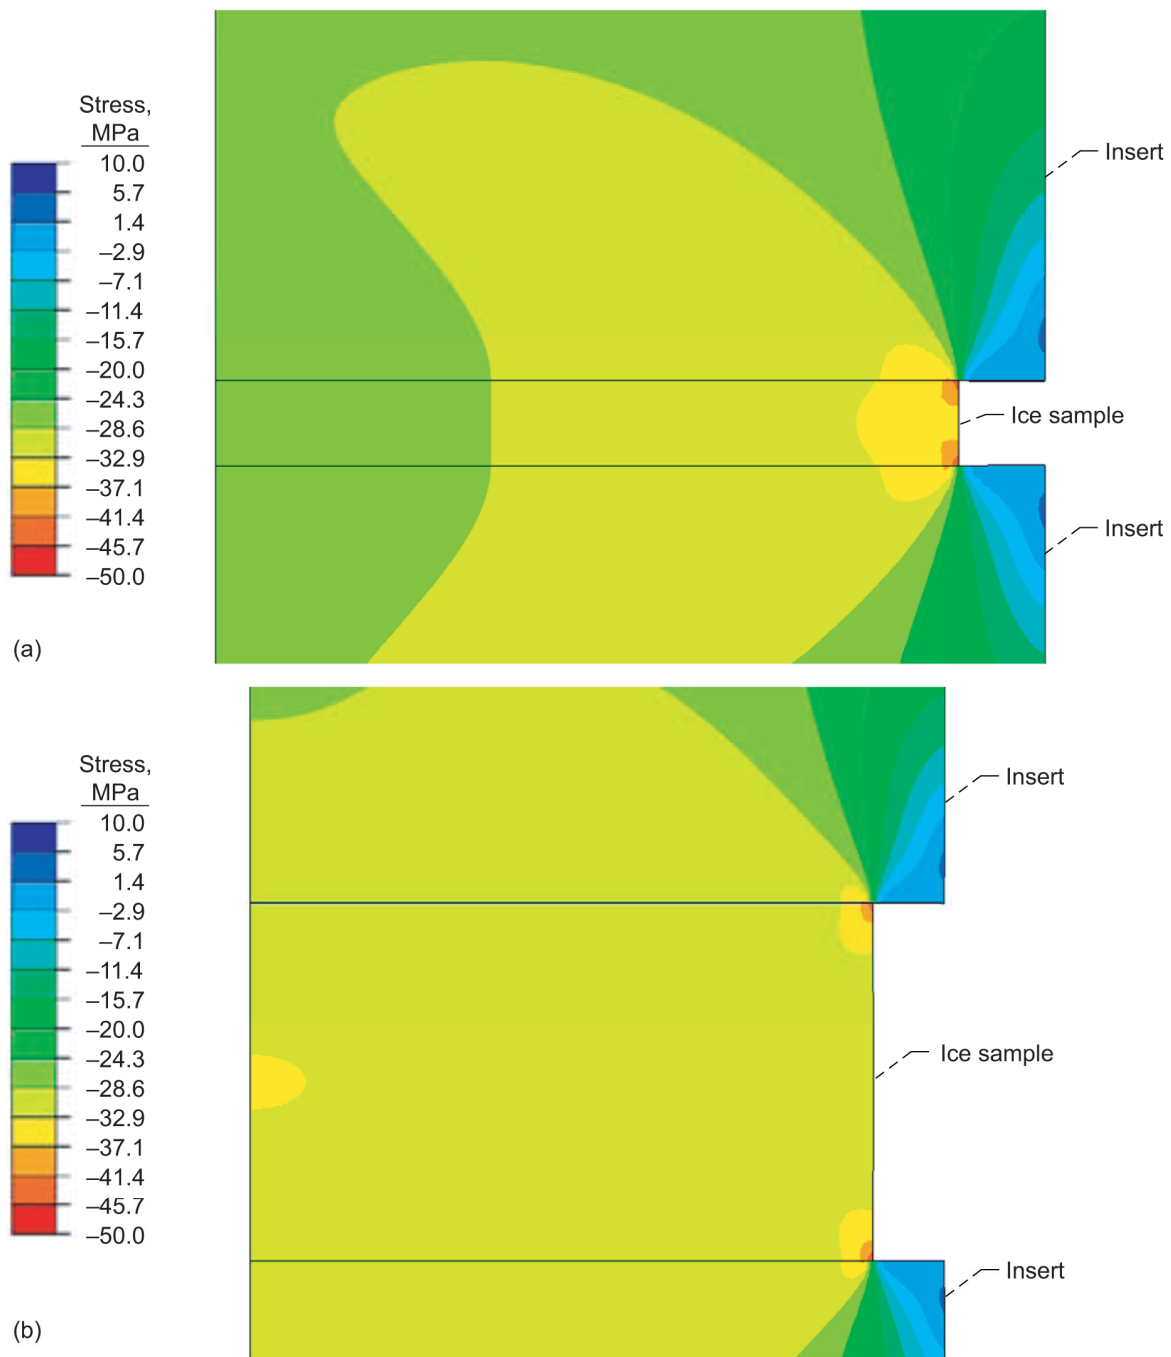 Stress,
MPa
10.0
5.7
1.4
–2.9
–7.1
–11.4
–15.7
–20.0
–24.3
–28.6
–32.9
–37.1
–41.4
–45.7
–50.0
Insert
Ice sample
Insert
(a)
Stress,
MPa
10.0
5.7
1.4
–2.9
–7.1
–11.4
–15.7
–20.0
–24.3
–28.6
–32.9
–37.1
–41.4
–45.7
–50.0
Insert
Ice sample
Insert
(b)